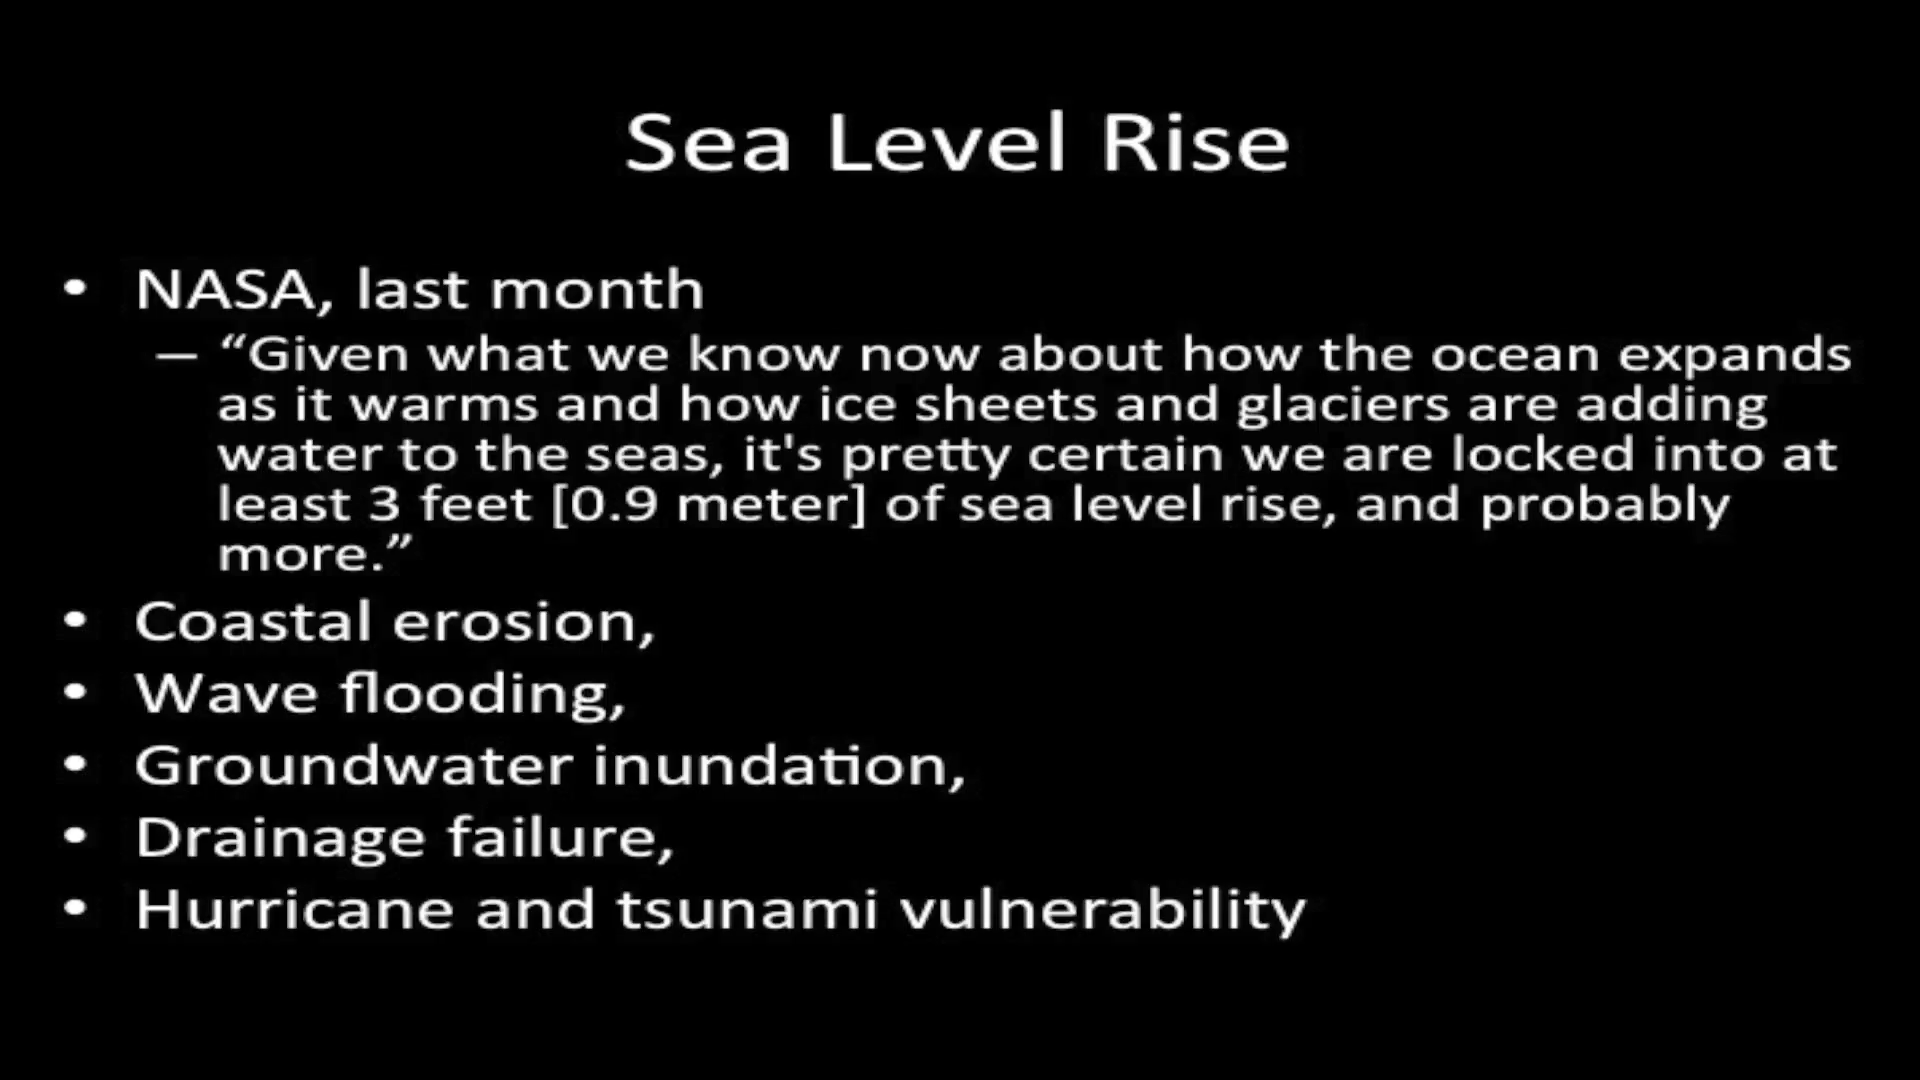 Sea Level Rise
• NASA, last month
– “Given what we know now about how the ocean expands
as it warms and how ice sheets and glaciers are adding
water to the seas, it's pretty certain we are locked into at
least 3 feet [0.9 meter] of sea level rise, and probably
more.”
• Coastal erosion,
• Wave flooding,
• Groundwater inundation,
• Drainage failure,
• Hurricane and tsunami vulnerability